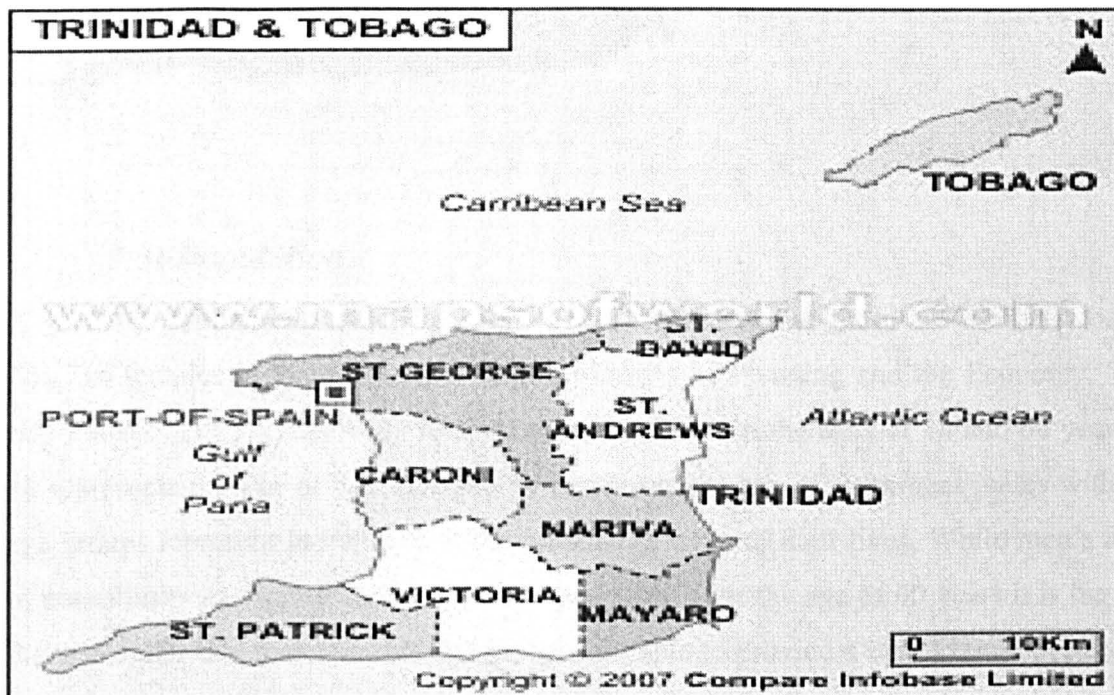 TRINIDAD & TOBAGO
N
TOBAGO
Carribean Sea
www.mapsofworld.com
ST.
DAVID
ST.GEORGE
PORT-OF-SPAIN
ST.
ANDREWS
Atlantic Ocean
Gulf
of
Paria
CARONI
TRINIDAD
NARIVA
VICTORIA
MAYARO
ST. PATRICK
0 10Km
Copyright © 2007 Compare Infobase Limited